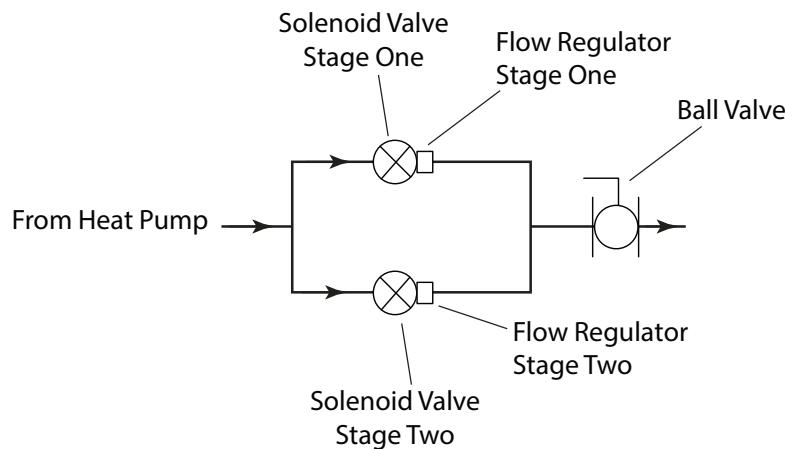 Solenoid Valve
Stage One
Flow Regulator
Stage One
Ball Valve
From Heat Pump
Flow Regulator
Stage Two
Solenoid Valve
Stage Two